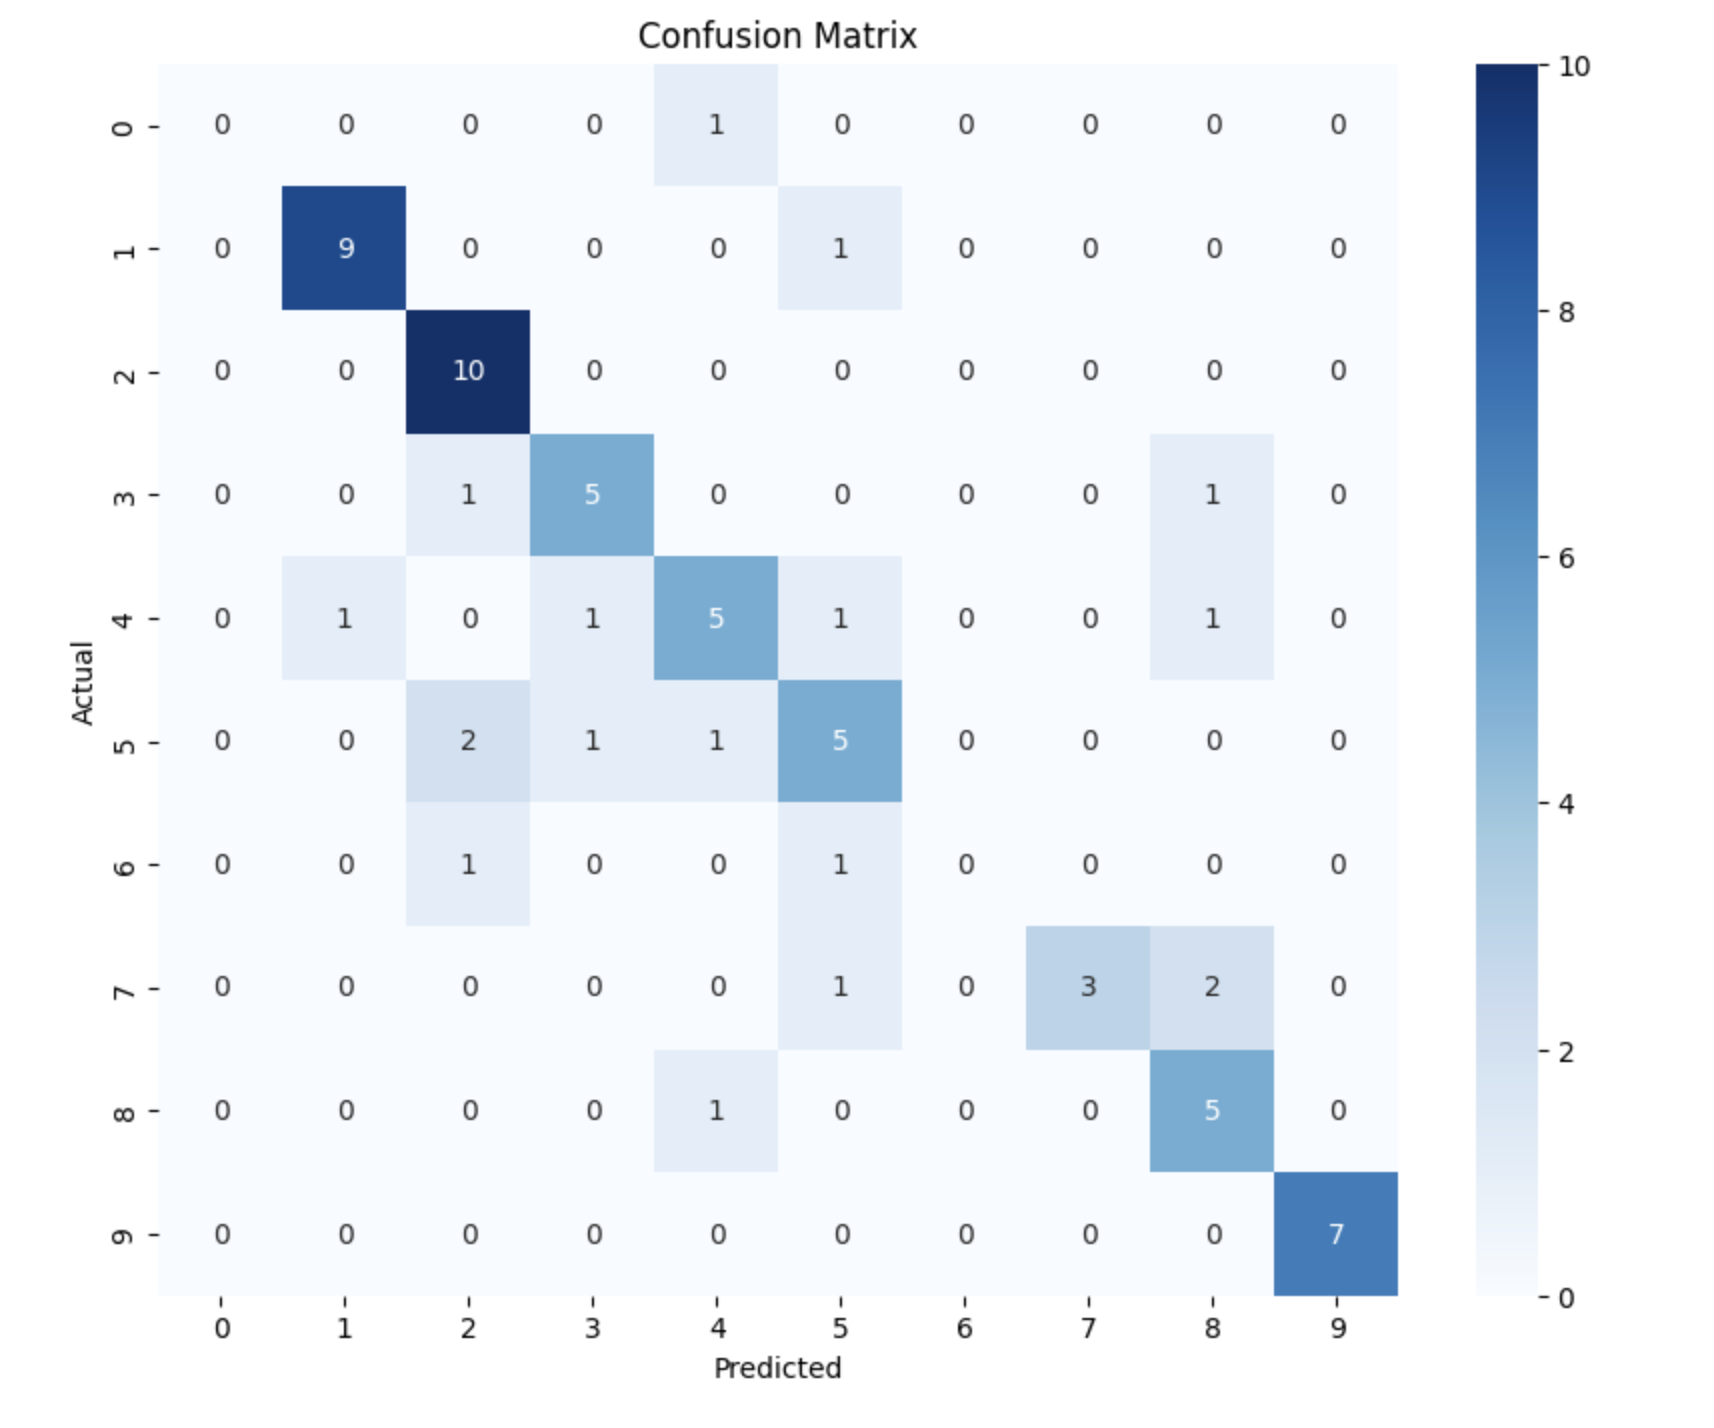 Confusion Matrix
0 0 0 0 0 1 0 0 0 0 0
1 0 9 0 0 0 1 0 0 0 0
2 0 0 10 0 0 0 0 0 0 0
3 0 0 1 5 0 0 0 0 1 0
4 0 1 0 1 5 1 0 0 1 0
5 0 0 2 1 1 5 0 0 0 0
6 0 0 1 0 0 1 0 0 0 0
7 0 0 0 0 0 1 0 3 2 0
8 0 0 0 0 1 0 0 0 5 0
9 0 0 0 0 0 0 0 0 0 7
0 1 2 3 4 5 6 7 8 9
Actual
Predicted
10
8
6
4
2
0